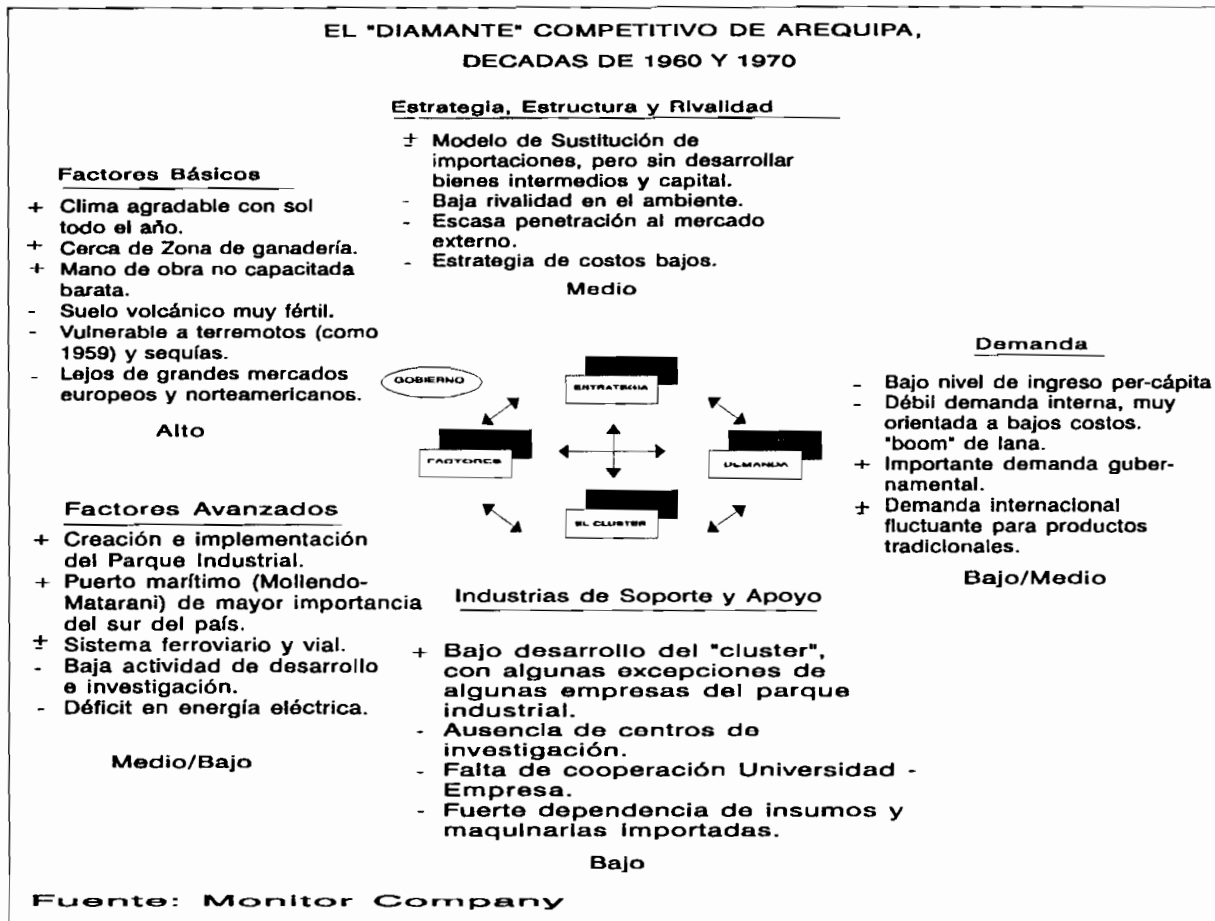 EL "DIAMANTE" COMPETITIVO DE AREQUIPA,
DECADAS DE 1960 Y 1970
Estrategia, Estructura y Rivalidad
± Modelo de Sustitución de
importaciones, pero sin desarrollar
bienes intermedios y capital.
- Baja rivalidad en el ambiente.
- Escasa penetración al mercado
externo.
- Estrategia de costos bajos.
Medio
Factores Básicos
+ Clima agradable con sol
todo el año.
+ Cerca de Zona de ganadería.
+ Mano de obra no capacitada
barata.
- Suelo volcánico muy fértil.
- Vulnerable a terremotos (como
1959) y sequías.
- Lejos de grandes mercados
europeos y norteamericanos.
Alto
GOBIERNO
ESTRATEGIA
FACTORES
DEMANDA
EL CLUSTER
Demanda
- Bajo nivel de ingreso per-cápita
- Débil demanda interna, muy
orientada a bajos costos.
"boom" de lana.
+ Importante demanda guber-
namental.
± Demanda internacional
fluctuante para productos
tradicionales.
Bajo/Medio
Factores Avanzados
+ Creación e implementación
del Parque Industrial.
+ Puerto marítimo (Mollendo-
Matarani) de mayor importancia
del sur del país.
± Sistema ferroviario y vial.
- Baja actividad de desarrollo
e investigación.
- Déficit en energía eléctrica.
Medio/Bajo
Industrias de Soporte y Apoyo
+ Bajo desarrollo del "cluster",
con algunas excepciones de
algunas empresas del parque
industrial.
- Ausencia de centros de
investigación.
- Falta de cooperación Universidad -
Empresa.
- Fuerte dependencia de insumos y
maquinarias importadas.
Bajo
Fuente: Monitor Company